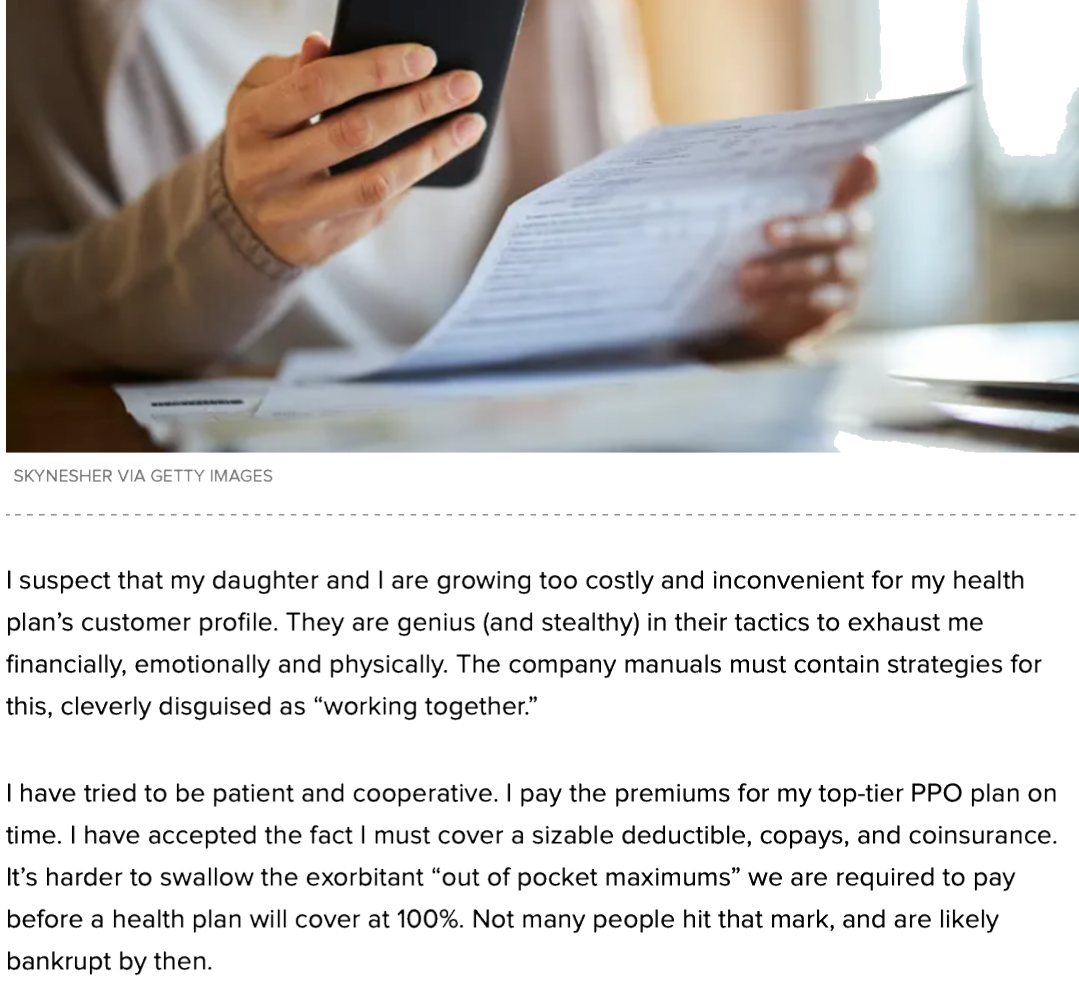 SKYNESHER VIA GETTY IMAGES
I suspect that my daughter and I are growing too costly and inconvenient for my health
plan’s customer profile. They are genius (and stealthy) in their tactics to exhaust me
financially, emotionally and physically. The company manuals must contain strategies for
this, cleverly disguised as “working together.”
I have tried to be patient and cooperative. I pay the premiums for my top-tier PPO plan on
time. I have accepted the fact I must cover a sizable deductible, copays, and coinsurance.
It’s harder to swallow the exorbitant “out of pocket maximums” we are required to pay
before a health plan will cover at 100%. Not many people hit that mark, and are likely
bankrupt by then.